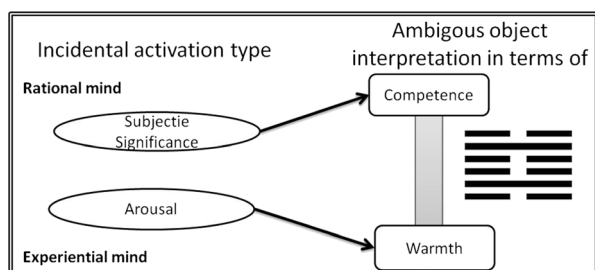 Incidental activation type
Ambigous object
interpretation in terms of
Rational mind
Competence
Subjectie
Significance
Arousal
Warmth
Experiential mind